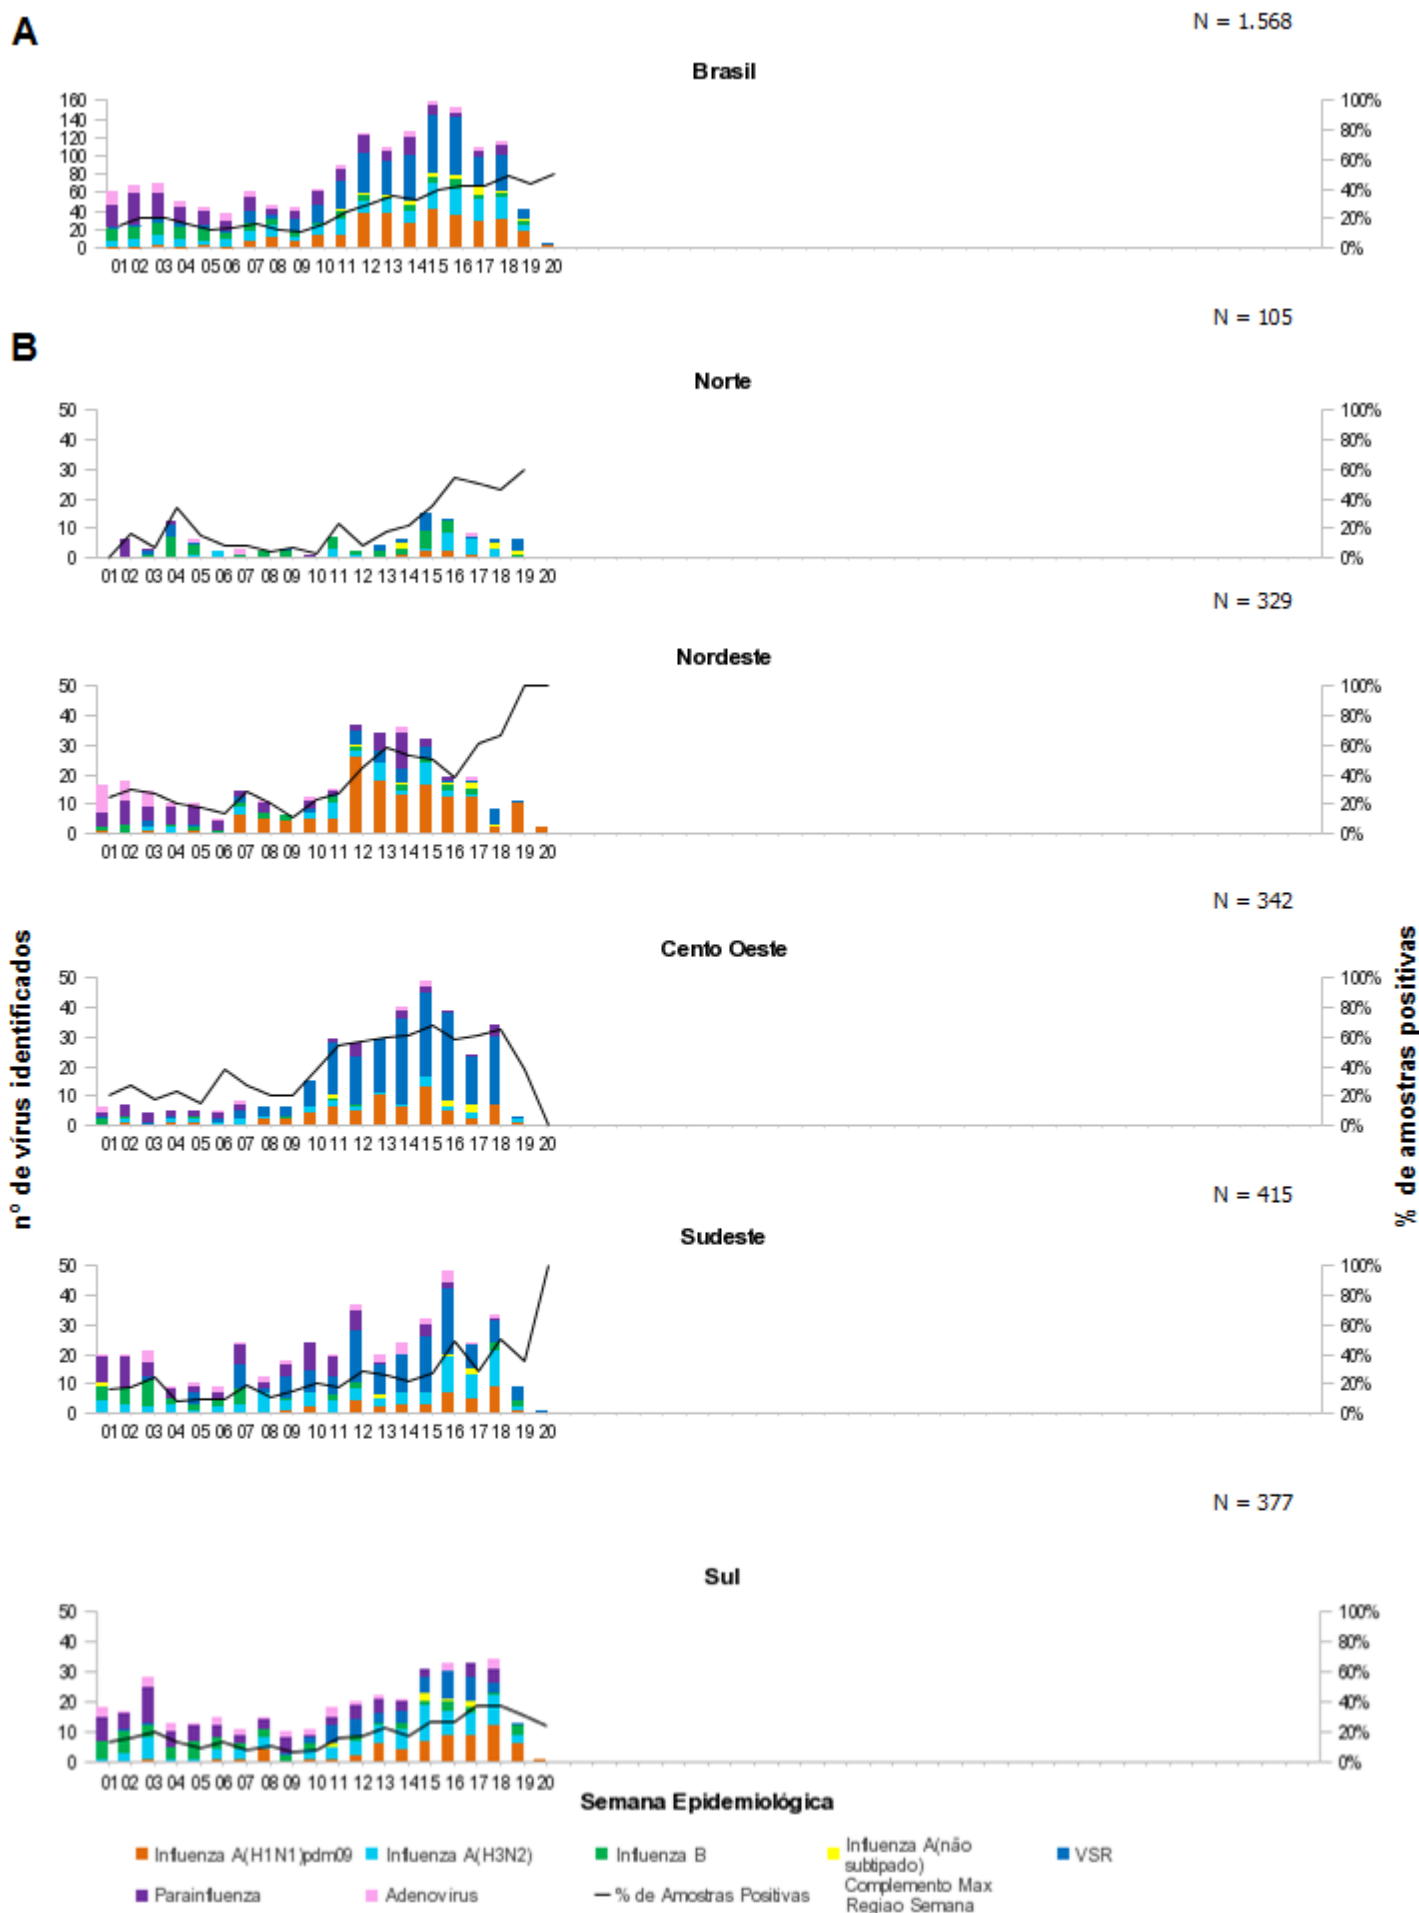 A
N = 1.568
Brasil
160
140
120
100
80
60
40
20
0
100%
80%
60%
40%
20%
0%
01 02 03 04 05 06 07 08 09 10 11 12 13 14 15 16 17 18 19 20
N = 105
B
Norte
50
40
30
20
10
0
100%
80%
60%
40%
20%
0%
01 02 03 04 05 06 07 08 09 10 11 12 13 14 15 16 17 18 19 20
N = 329
Nordeste
50
40
30
20
10
0
100%
80%
60%
40%
20%
0%
01 02 03 04 05 06 07 08 09 10 11 12 13 14 15 16 17 18 19 20
N = 342
Cento Oeste
50
40
30
20
10
0
100%
80%
60%
40%
20%
0%
01 02 03 04 05 06 07 08 09 10 11 12 13 14 15 16 17 18 19 20
nº de vírus identificados
% de amostras positivas
N = 415
Sudeste
50
40
30
20
10
0
100%
80%
60%
40%
20%
0%
01 02 03 04 05 06 07 08 09 10 11 12 13 14 15 16 17 18 19 20
N = 377
Sul
50
40
30
20
10
0
100%
80%
60%
40%
20%
0%
01 02 03 04 05 06 07 08 09 10 11 12 13 14 15 16 17 18 19 20
Semana Epidemiológica
Influenza A(H1N1)pdm09
Influenza A(H3N2)
Influenza B
Influenza A(não
subtipado)
VSR
Parainfluenza
Adenovírus
% de Amostras Positivas
Complemento Max
Regiao Semana